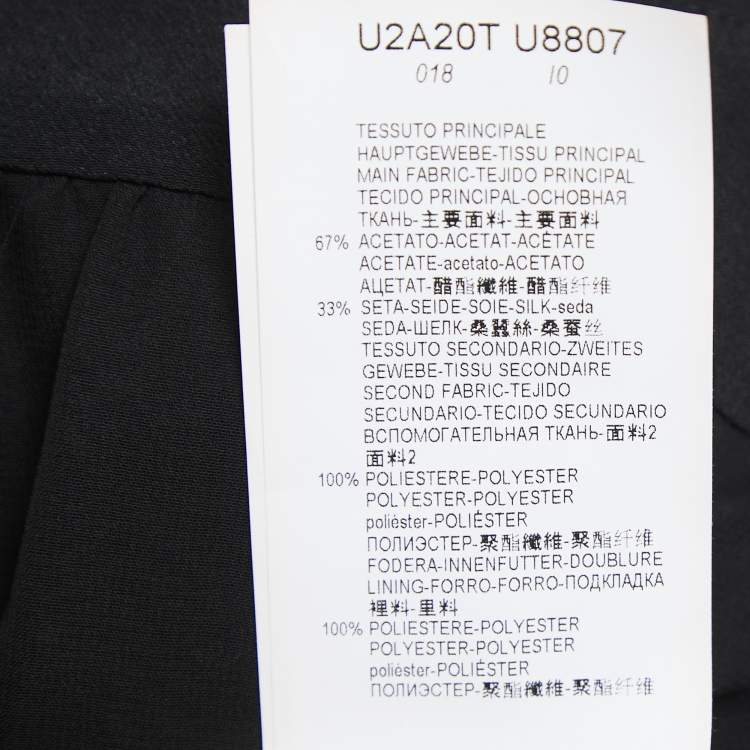 U2A20T U8807
018 10
TESSUTO PRINCIPALE
HAUPTGEWEBE-TISSU PRINCIPAL
MAIN FABRIC-TEJIDO PRINCIPAL
TECIDO PRINCIPAL-ОСНОВНАЯ
ТКАНЬ-主要面料-主要面料
67% ACETATO-ACETAT-ACÉTATE
ACETATE-acetato-ACETATO
АЦЕТАТ-醋酯纖維-醋酯纤维
33% SETA-SEIDE-SOIE-SILK-seda
SEDA-ШЕЛК-桑蠶絲-桑蚕丝
TESSUTO SECONDARIO-ZWEITES
GEWEBE-TISSU SECONDAIRE
SECOND FABRIC-TEJIDO
SECUNDARIO-TECIDO SECUNDARIO
ВСПОМОГАТЕЛЬНАЯ ТКАНЬ-面料2
面料2
100% POLIESTERE-POLYESTER
POLYESTER-POLYESTER
poliéster-POLIÉSTER
ПОЛИЭСТЕР-聚酯纖維-聚酯纤维
FODERA-INNENFUTTER-DOUBLURE
LINING-FORRO-FORRO-ПОДКЛАДКА
裡料-里料
100% POLIESTERE-POLYESTER
POLYESTER-POLYESTER
poliéster-POLIÉSTER
ПОЛИЭСТЕР-聚酯纖維-聚酯纤维